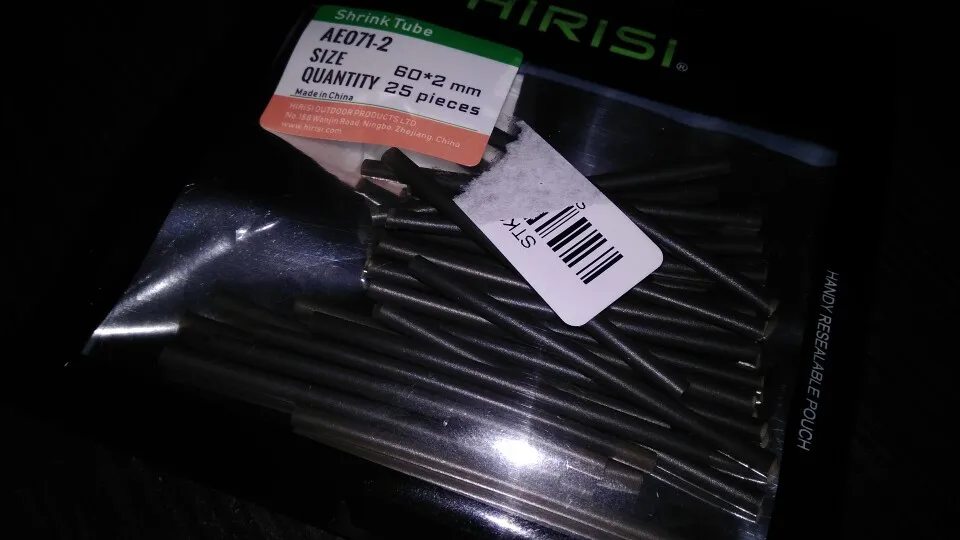 HIRISI®
Shrink Tube
AE071-2
SIZE 60*2 mm
QUANTITY 25 pieces
Made in China
HIRISI OUTDOOR PRODUCTS LTD
No.168 Wanjin Road, Ningbo, Zhejiang, China
www.hirisi.com
STK
HANDY RESEALABLE POUCH